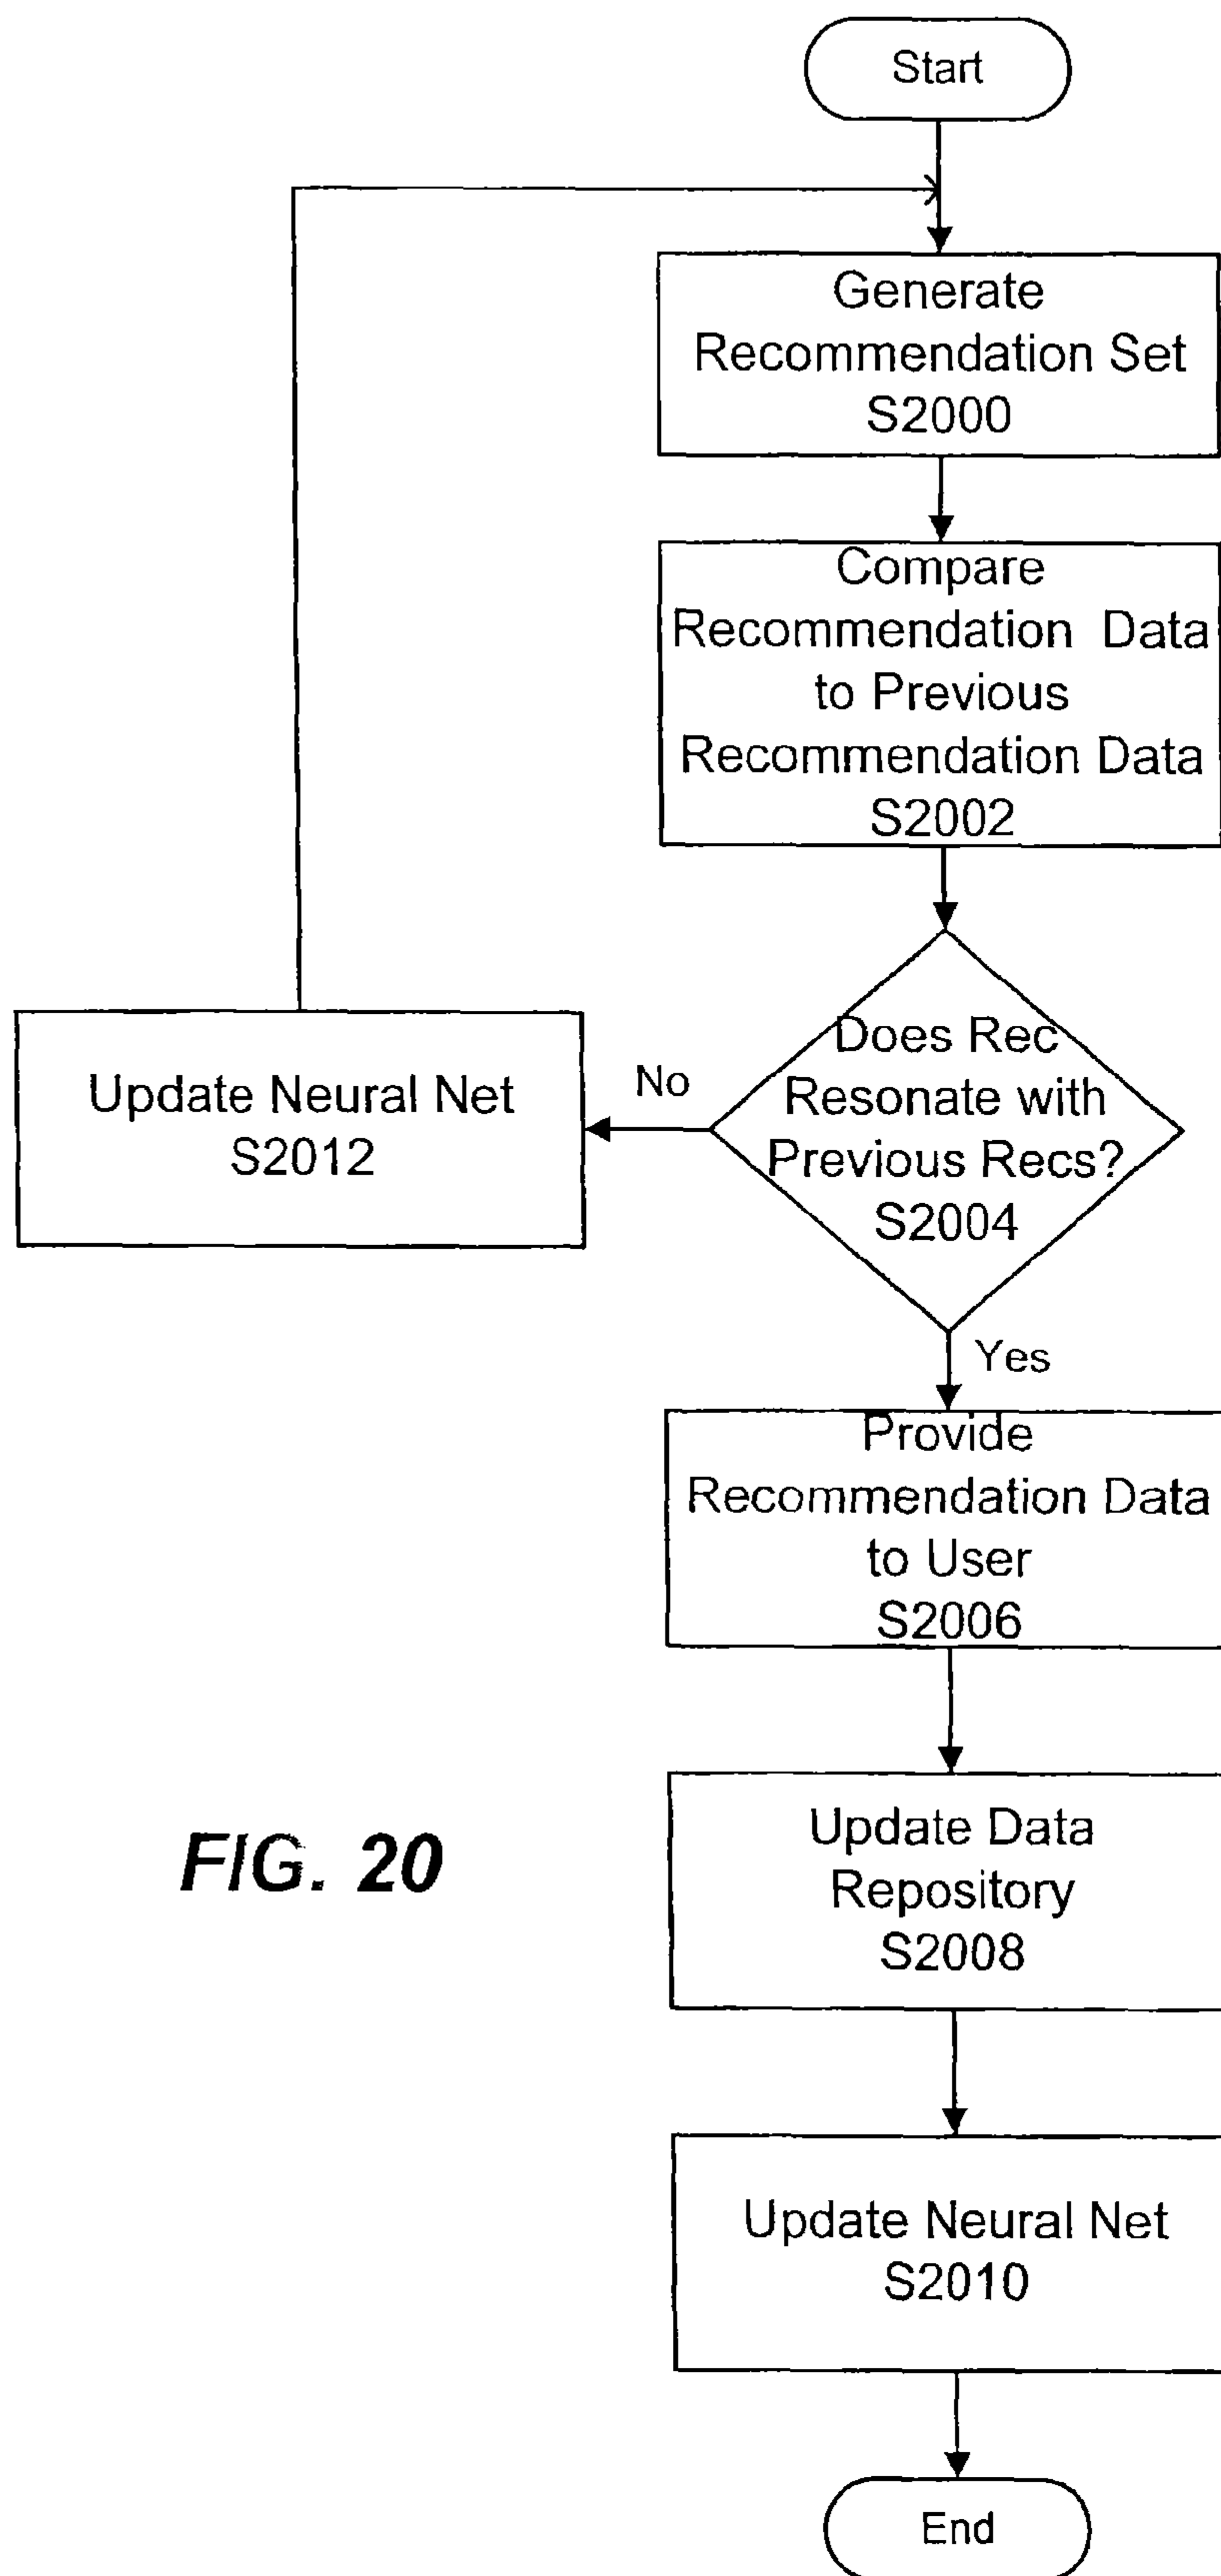 Start
Generate
Recommendation Set
S2000
Compare
Recommendation Data
to Previous
Recommendation Data
S2002
Does Rec
Resonate with
Previous Recs?
S2004
No
Update Neural Net
S2012
Yes
Provide
Recommendation Data
to User
S2006
Update Data
Repository
S2008
FIG. 20
Update Neural Net
S2010
End